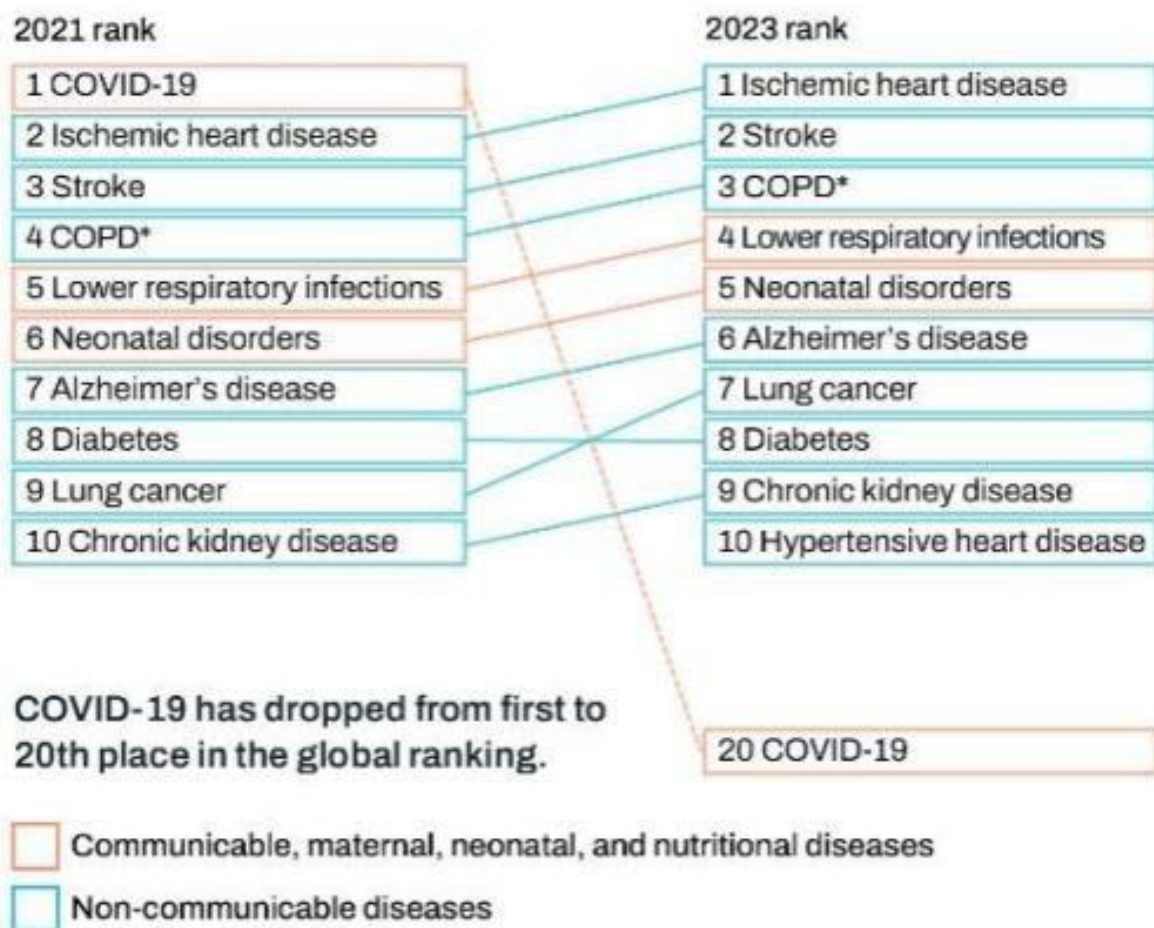 2021 rank
1 COVID-19
2 Ischemic heart disease
3 Stroke
4 COPD*
5 Lower respiratory infections
6 Neonatal disorders
7 Alzheimer's disease
8 Diabetes
9 Lung cancer
10 Chronic kidney disease
2023 rank
1 Ischemic heart disease
2 Stroke
3 COPD*
4 Lower respiratory infections
5 Neonatal disorders
6 Alzheimer's disease
7 Lung cancer
8 Diabetes
9 Chronic kidney disease
10 Hypertensive heart disease
20 COVID-19
COVID-19 has dropped from first to
20th place in the global ranking.
Communicable, maternal, neonatal, and nutritional diseases
Non-communicable diseases